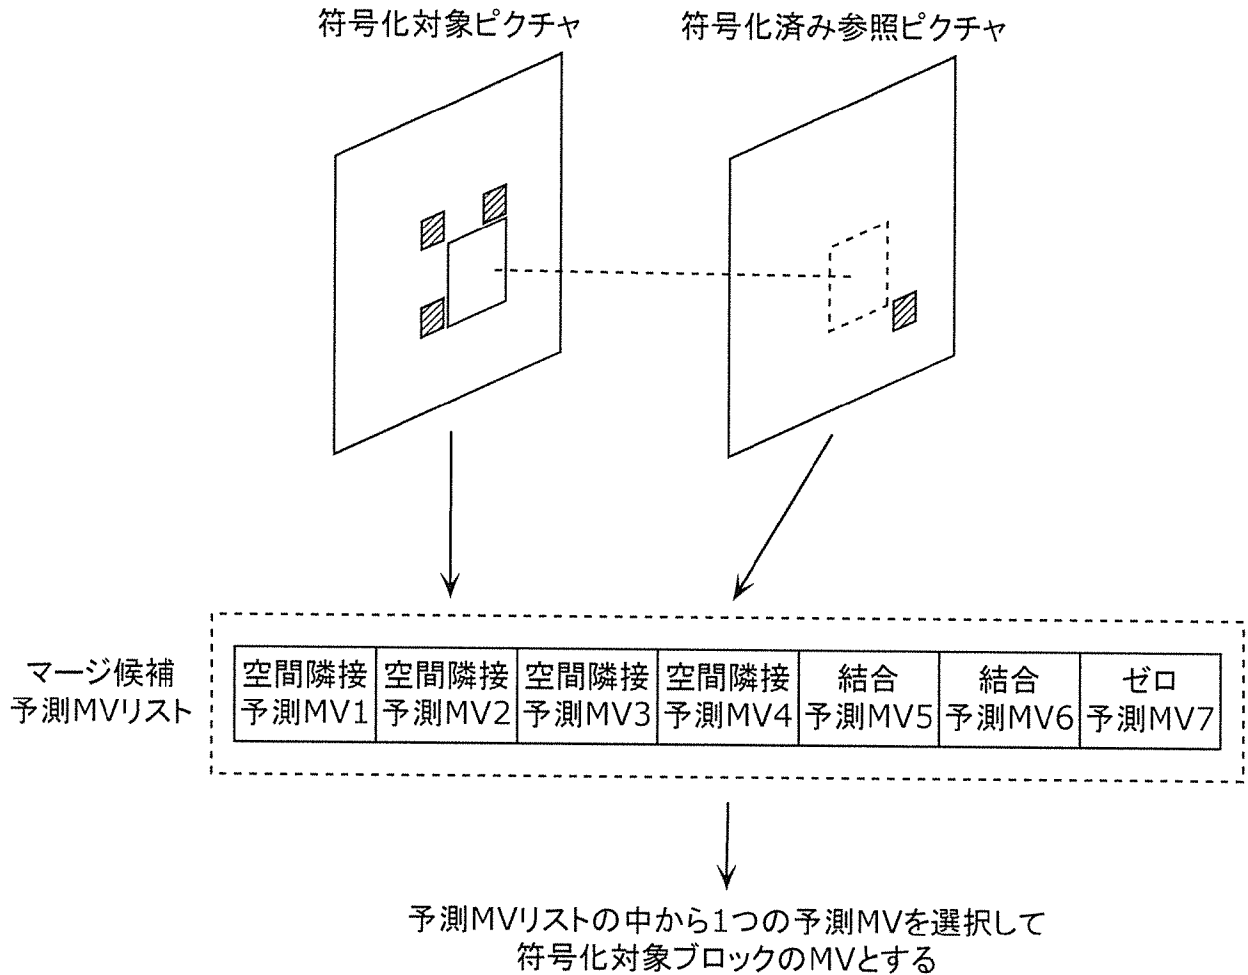 符号化対象ピクチャ
符号化済み参照ピクチャ
マージ候補
予測MVリスト
空間隣接
予測MV1
空間隣接
予測MV2
空間隣接
予測MV3
空間隣接
予測MV4
結合
予測MV5
結合
予測MV6
ゼロ
予測MV7
予測MVリストの中から1つの予測MVを選択して
符号化対象ブロックのMVとする